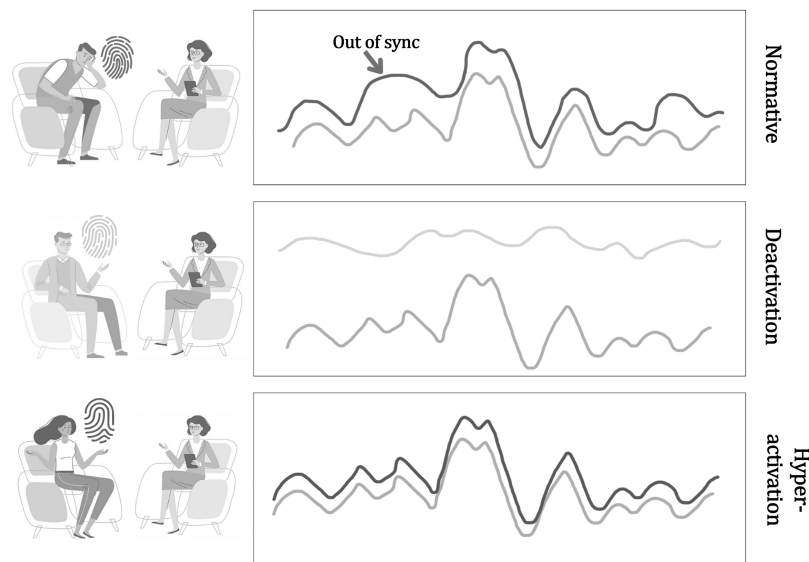 Out of sync
Normative
Deactivation
Hyper-
activation